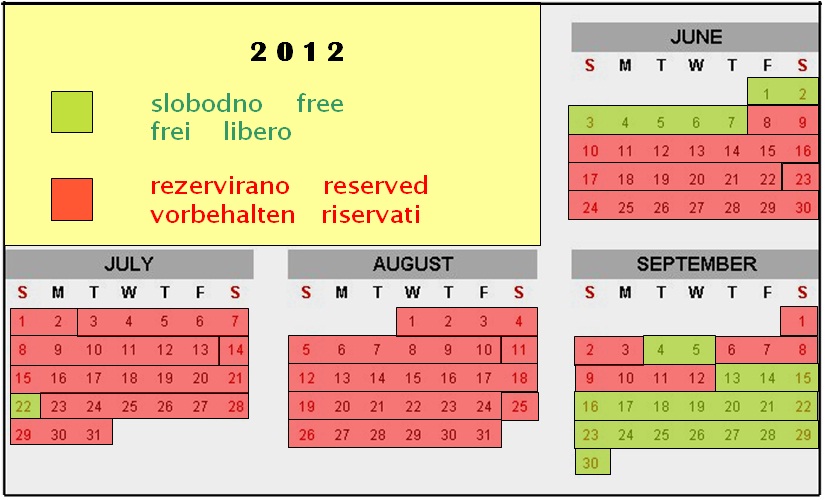 2 0 1 2
slobodno free
frei libero
rezervirano reserved
vorbehalten riservati
JUNE
S M T W T F S
1 2
3 4 5 6 7 8 9
10 11 12 13 14 15 16
17 18 19 20 21 22 23
24 25 26 27 28 29 30
JULY
S M T W T F S
1 2 3 4 5 6 7
8 9 10 11 12 13 14
15 16 17 18 19 20 21
22 23 24 25 26 27 28
29 30 31
AUGUST
S M T W T F S
1 2 3 4
5 6 7 8 9 10 11
12 13 14 15 16 17 18
19 20 21 22 23 24 25
26 27 28 29 30 31
SEPTEMBER
S M T W T F S
1
2 3 4 5 6 7 8
9 10 11 12 13 14 15
16 17 18 19 20 21 22
23 24 25 26 27 28 29
30